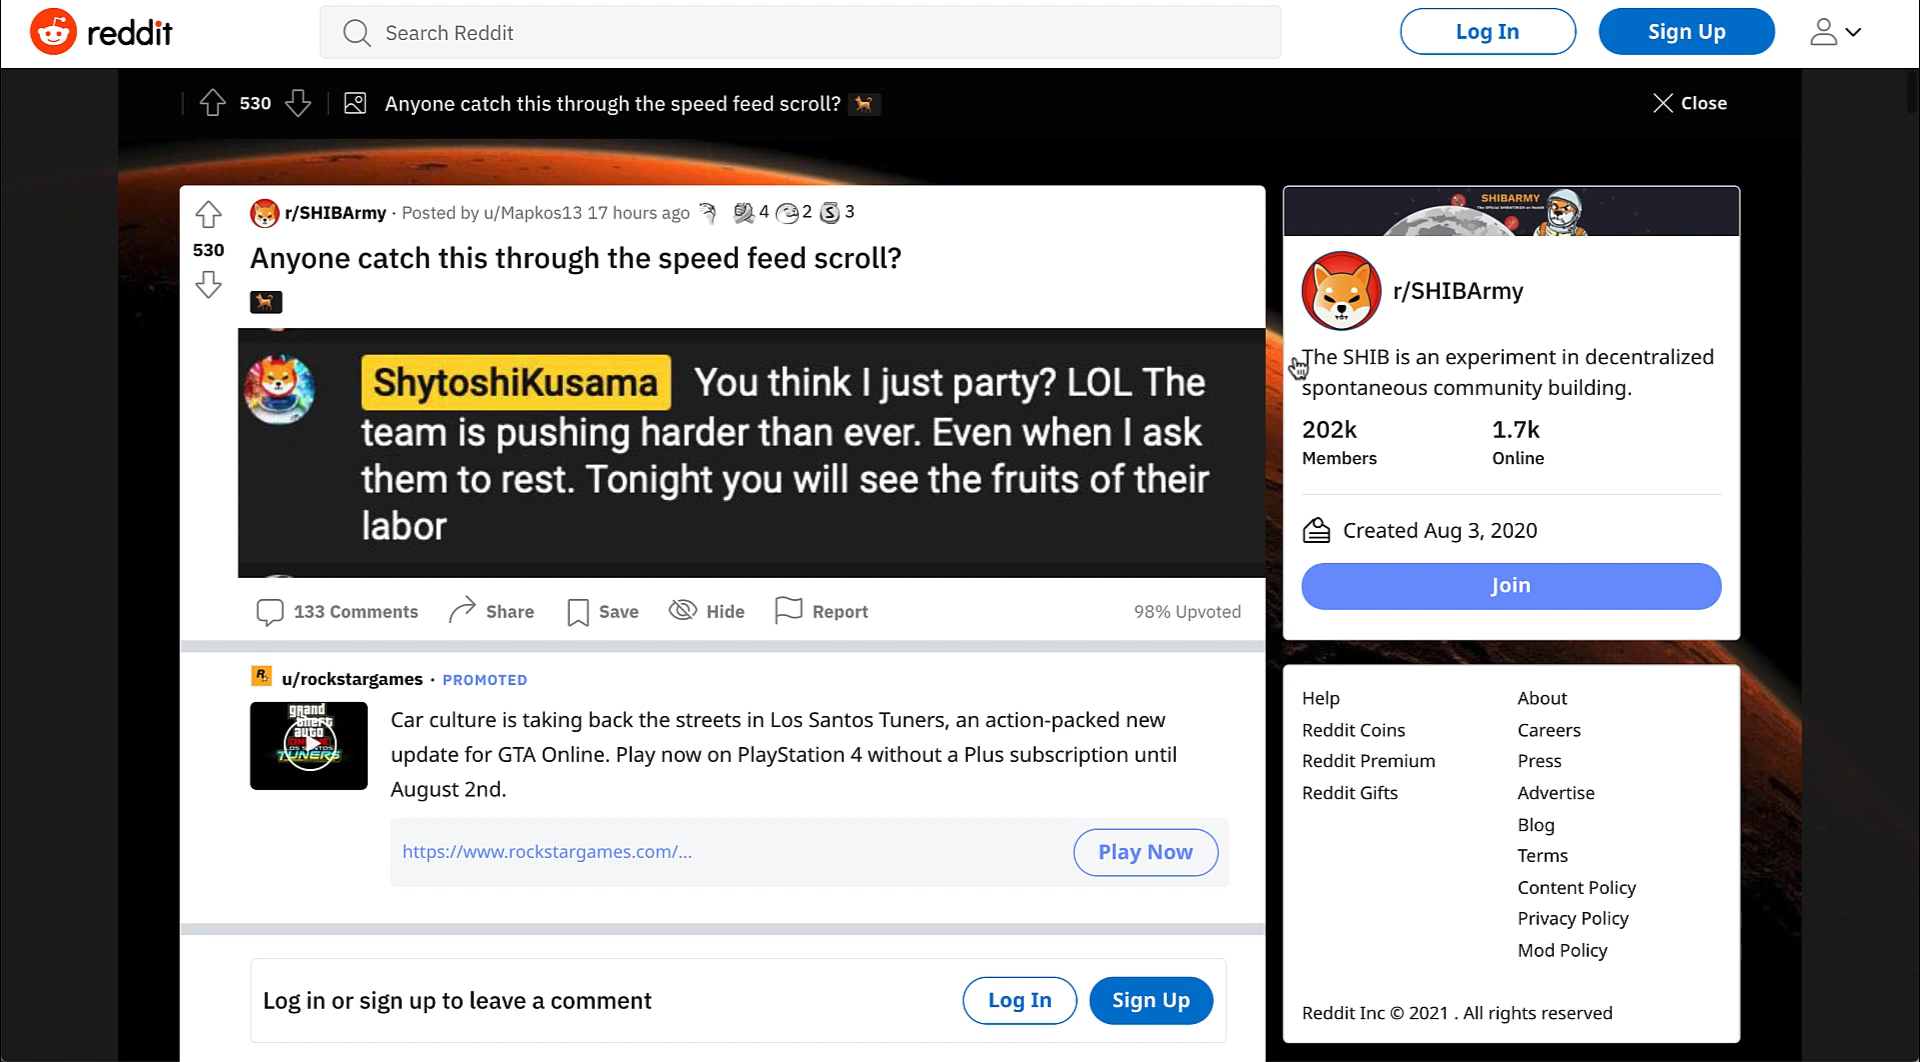 reddit
Search Reddit
Log In
Sign Up
530
Anyone catch this through the speed feed scroll?
Close
530
r/SHIBArmy · Posted by u/Mapkos13 17 hours ago 4 2 3
Anyone catch this through the speed feed scroll?
ShytoshiKusama You think I just party? LOL The
team is pushing harder than ever. Even when I ask
them to rest. Tonight you will see the fruits of their
labor
133 Comments
Share
Save
Hide
Report
98% Upvoted
u/rockstargames · PROMOTED
grand
theft
auto
ONLINE
LOS SANTOS
TUNERS
Car culture is taking back the streets in Los Santos Tuners, an action-packed new
update for GTA Online. Play now on PlayStation 4 without a Plus subscription until
August 2nd.
https://www.rockstargames.com/...
Play Now
Log in or sign up to leave a comment
Log In
Sign Up
SHIBARMY
r/SHIBArmy
The SHIB is an experiment in decentralized
spontaneous community building.
202k
Members
1.7k
Online
Created Aug 3, 2020
Join
Help
Reddit Coins
Reddit Premium
Reddit Gifts
About
Careers
Press
Advertise
Blog
Terms
Content Policy
Privacy Policy
Mod Policy
Reddit Inc © 2021 . All rights reserved